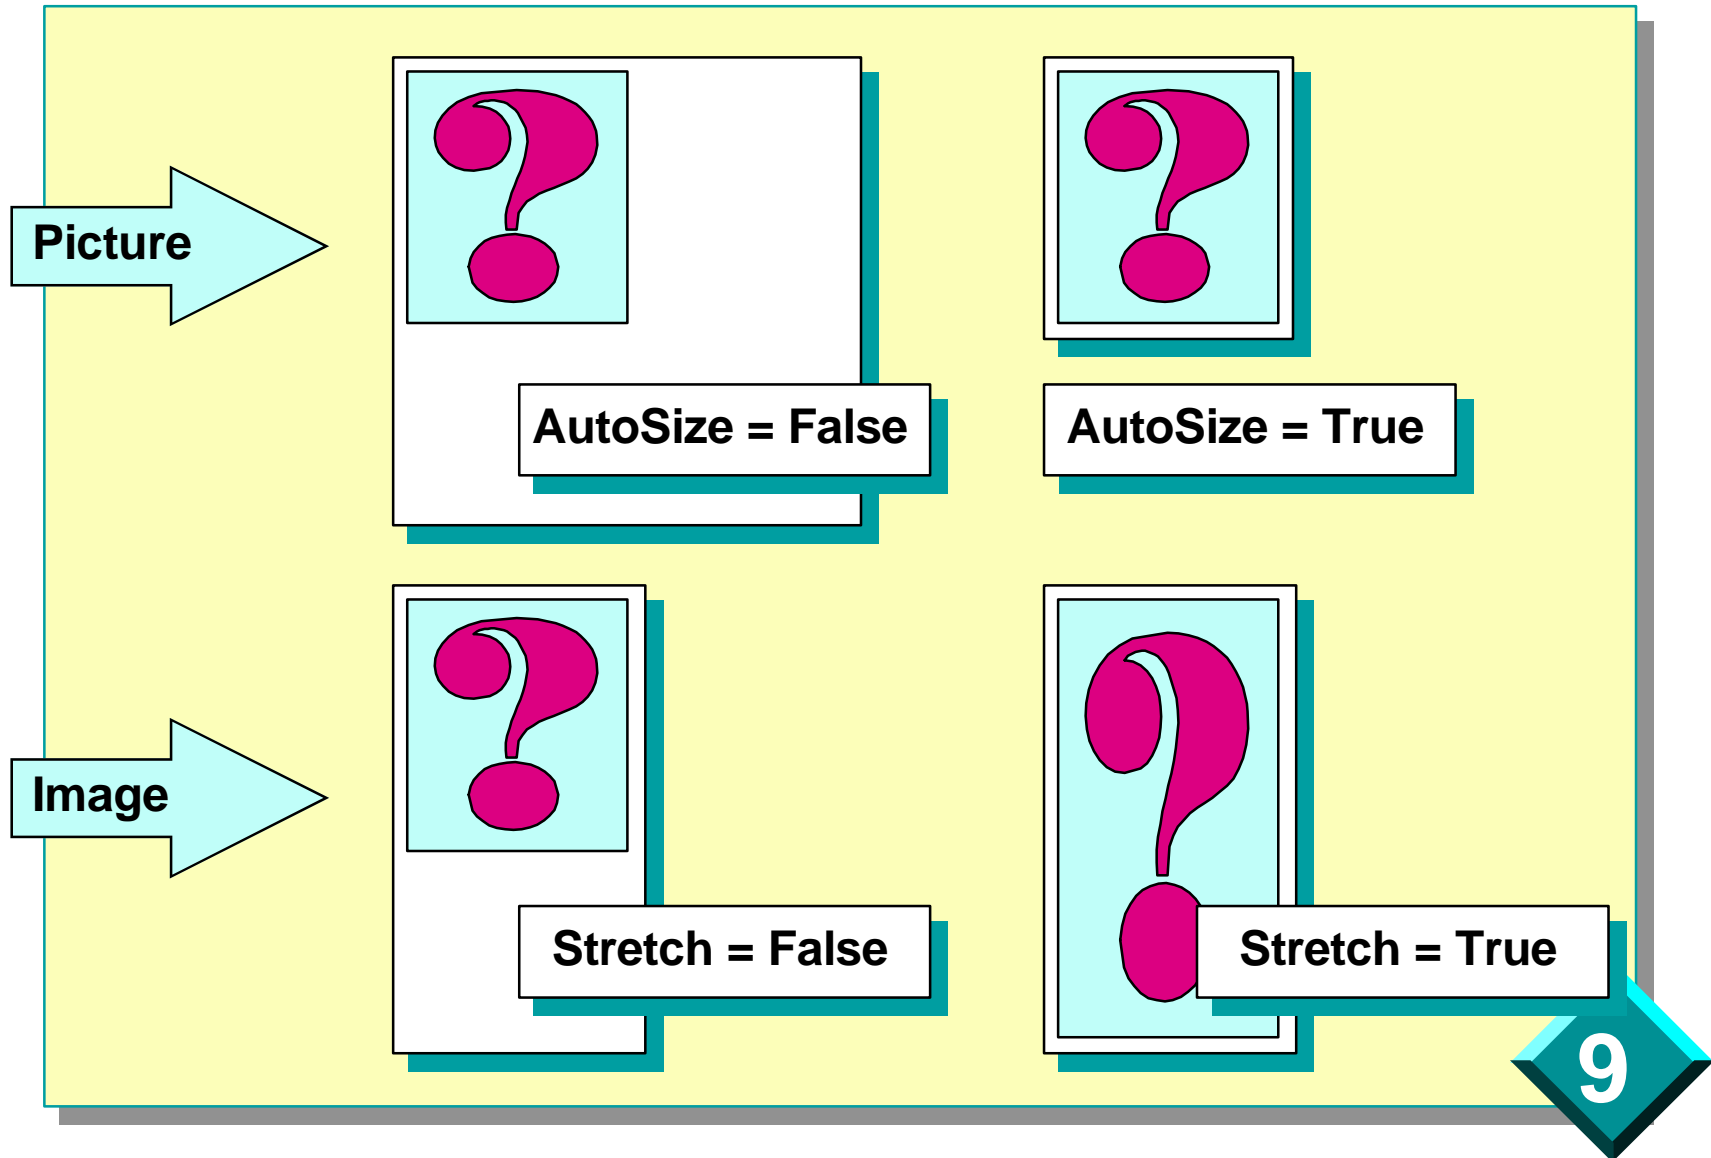 Picture
AutoSize = False
AutoSize = True
Image
Stretch = False
Stretch = True
9